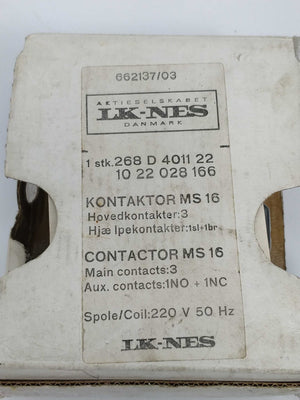 662137/03
AKTIESELSKABET
LK-NES
DANMARK
1 stk. 268 D 4011 22
10 22 028 166
KONTAKTOR MS 16
Hovedkontakter: 3
Hjælpekontakter: 1sl+1br
CONTACTOR MS 16
Main contacts: 3
Aux. contacts: 1NO + 1NC
Spole/Coil: 220 V 50 Hz
LK-NES